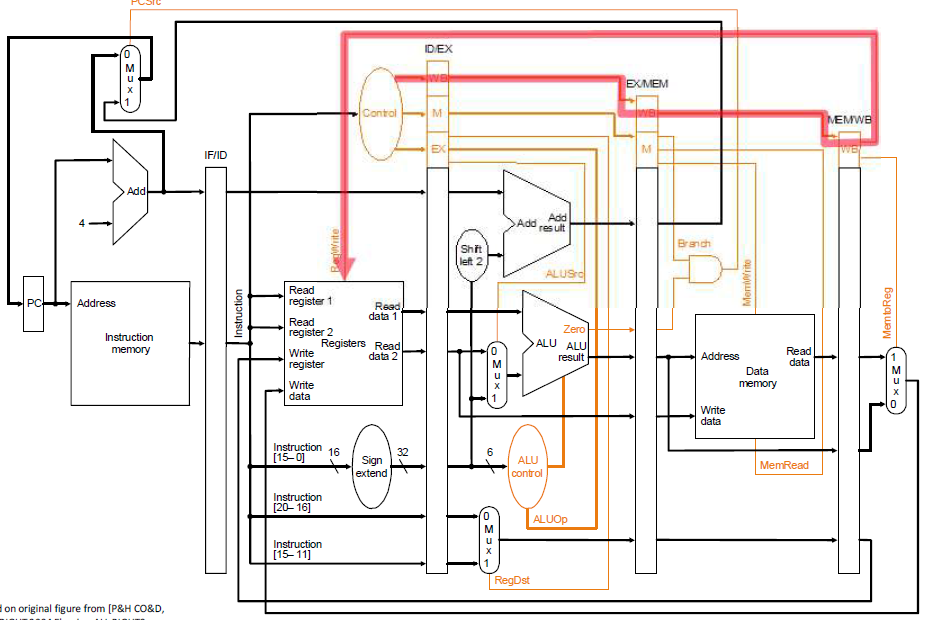 PCSrc
ID/EX
0
M
u
x
1
WB
EX/MEM
Control
M
WB
MEM/WB
IF/ID
EX
M
WB
Add
Add
Add
result
4
RegWrite
Shift
left 2
Branch
ALUSrc
MemWrite
PC
Address
Instruction
memory
Instruction
Read
register 1
Read
register 2
Write
register
Write
data
Registers
Read
data 1
Read
data 2
0
M
u
x
1
Zero
ALU
ALU
result
Address
Write
data
Data
memory
Read
data
MemtoReg
1
M
u
x
0
Instruction
[15–0]
16
Sign
extend
32
6
ALU
control
MemRead
Instruction
[20–16]
0
M
u
x
1
ALUOp
Instruction
[15–11]
RegDst
on original figure from [P&H CO&D,